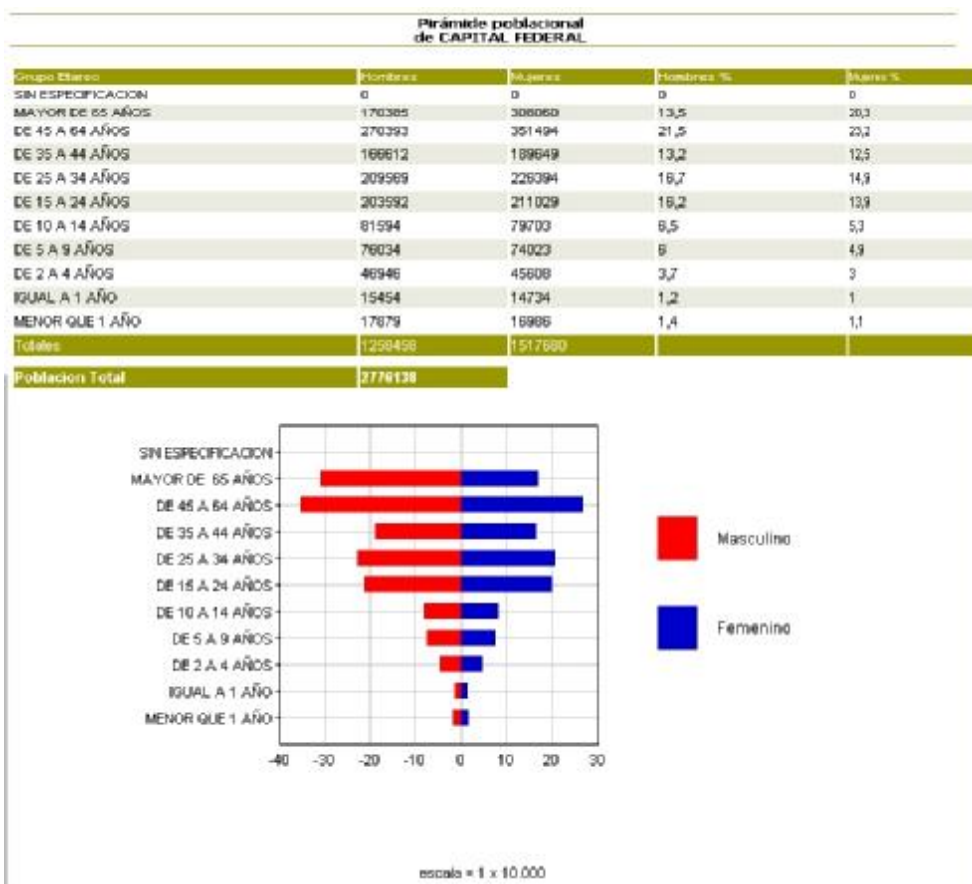 Pirámide poblacional
de CAPITAL FEDERAL
Grupo Etareo Hombres Mujeres Hombres % Mujeres %
SIN ESPECIFICACION 0 0 0 0
MAYOR DE 65 AÑOS 170385 308060 13,5 20,3
DE 45 A 64 AÑOS 270393 351494 21,5 23,2
DE 35 A 44 AÑOS 166612 189649 13,2 12,5
DE 25 A 34 AÑOS 209569 226394 16,7 14,9
DE 15 A 24 AÑOS 203592 211029 16,2 13,9
DE 10 A 14 AÑOS 81594 79703 6,5 5,3
DE 5 A 9 AÑOS 76034 74023 6 4,9
DE 2 A 4 AÑOS 46946 45608 3,7 3
IGUAL A 1 AÑO 15454 14734 1,2 1
MENOR QUE 1 AÑO 17879 16986 1,4 1,1
Totales 1258458 1517680
Poblacion Total 2776138
SIN ESPECIFICACION
MAYOR DE 65 AÑOS
DE 45 A 64 AÑOS
DE 35 A 44 AÑOS
DE 25 A 34 AÑOS
DE 15 A 24 AÑOS
DE 10 A 14 AÑOS
DE 5 A 9 AÑOS
DE 2 A 4 AÑOS
IGUAL A 1 AÑO
MENOR QUE 1 AÑO
-40 -30 -20 -10 0 10 20 30
Masculino
Femenino
escala = 1 x 10.000